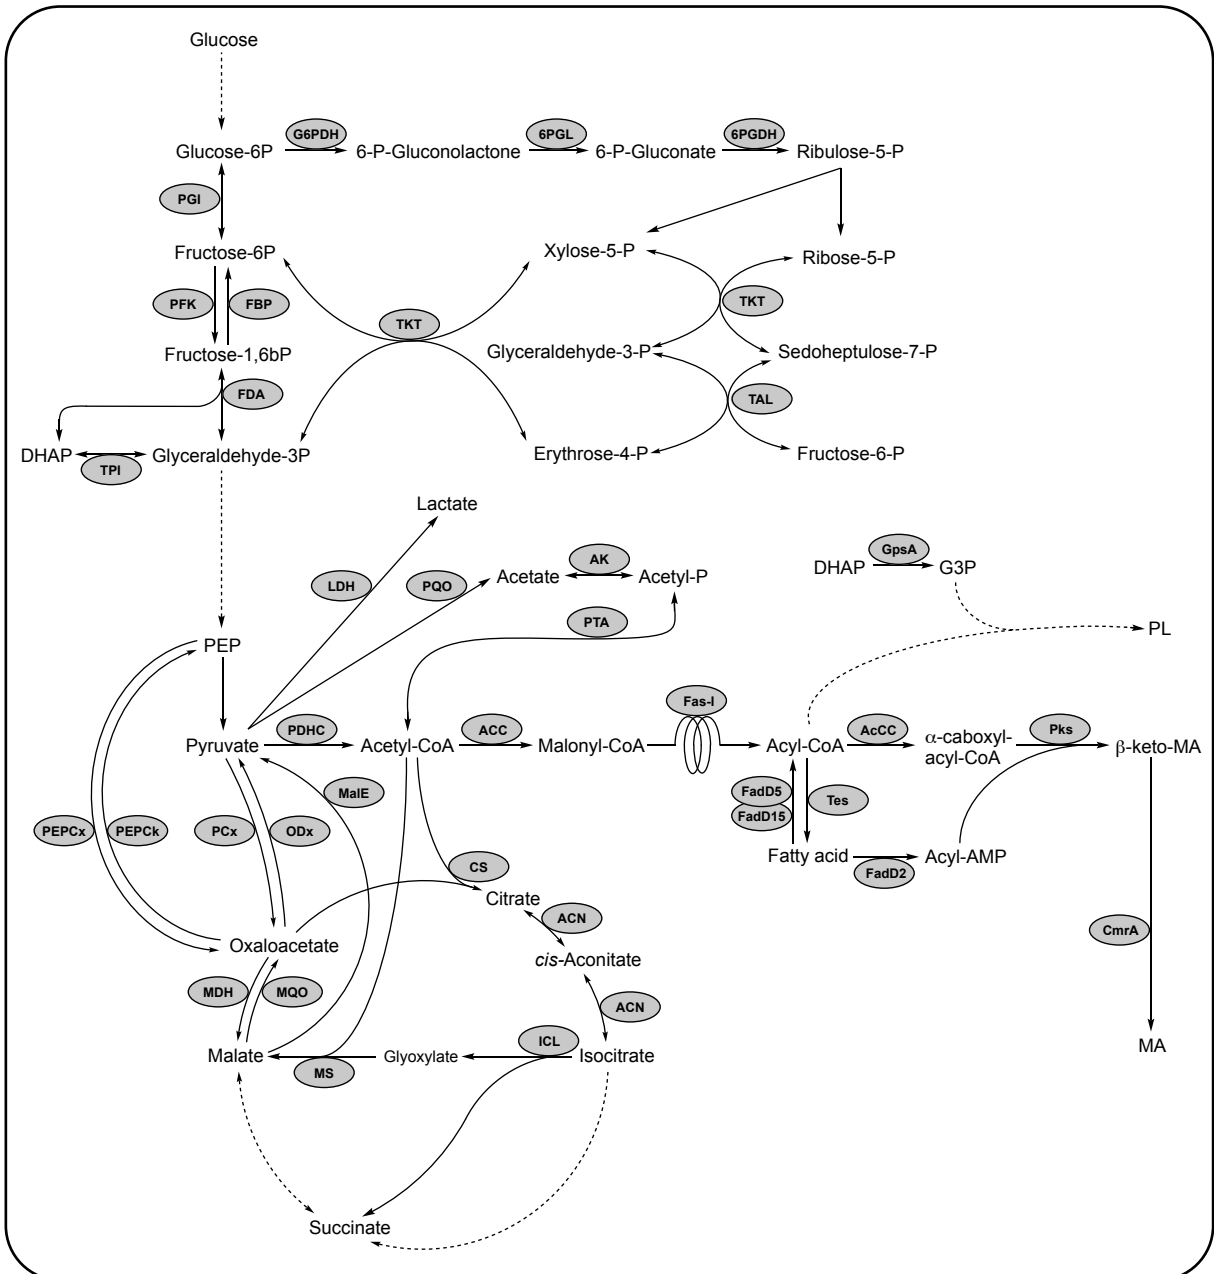 Glucose
G6PDH
6PGL
6PGDH
Glucose-6P
6-P-Gluconolactone
6-P-Gluconate
Ribulose-5-P
PGI
Fructose-6P
Xylose-5-P
Ribose-5-P
PFK
FBP
TKT
TKT
Fructose-1,6bP
Glyceraldehyde-3-P
Sedoheptulose-7-P
FDA
TAL
DHAP
TPI
Glyceraldehyde-3P
Erythrose-4-P
Fructose-6-P
Lactate
LDH
PQO
Acetate
AK
Acetyl-P
DHAP
GpsA
G3P
PTA
PL
PEP
Fas-I
Pyruvate
PDHC
Acetyl-CoA
ACC
Malonyl-CoA
Acyl-CoA
AcCC
α-caboxyl-
acyl-CoA
Pks
β-keto-MA
MalE
FadD5
FadD15
Tes
PEPCx
PEPCk
PCx
ODx
Fatty acid
FadD2
Acyl-AMP
CS
Citrate
ACN
CmrA
Oxaloacetate
cis-Aconitate
MDH
MQO
ACN
Malate
MS
Glyoxylate
ICL
Isocitrate
MA
Succinate